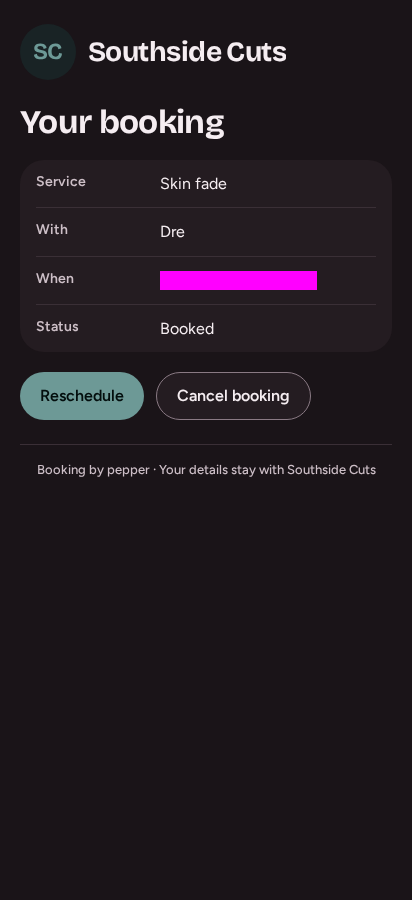 SC
Southside Cuts
Your booking
Service Skin fade
With Dre
When
Status Booked
Reschedule Cancel booking
Booking by pepper · Your details stay with Southside Cuts